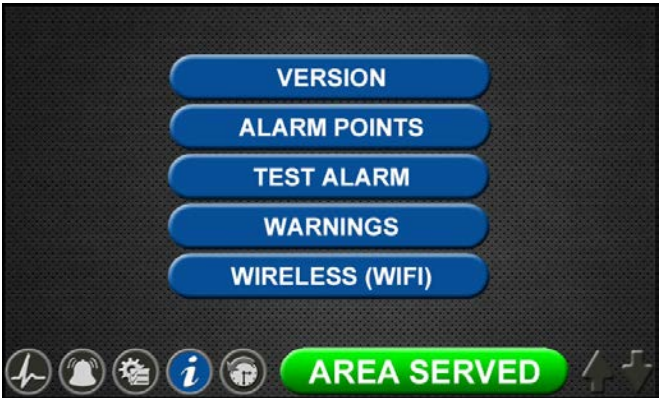 VERSION
ALARM POINTS
TEST ALARM
WARNINGS
WIRELESS (WIFI)
i
AREA SERVED